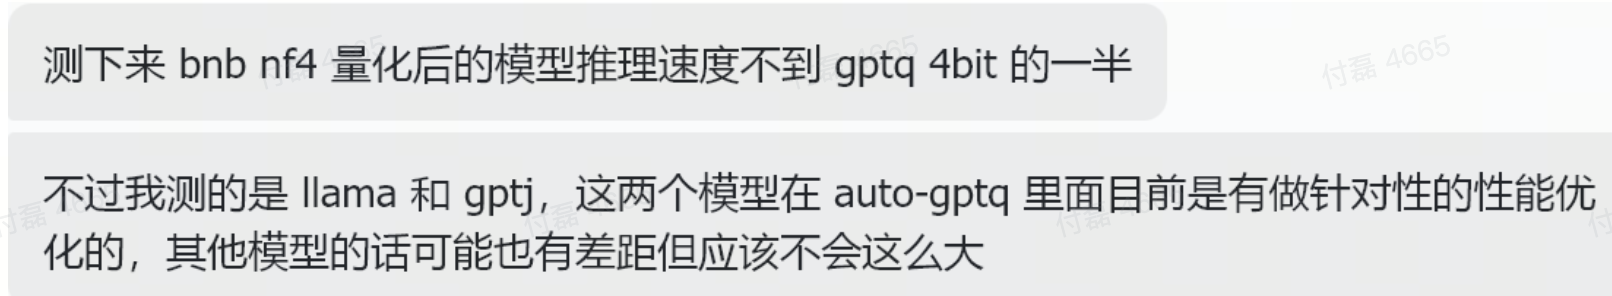 测下来 bnb nf4 量化后的模型推理速度不到 gptq 4bit 的一半
付磊 4665
不过我测的是 llama 和 gptj，这两个模型在 auto-gptq 里面目前是有做针对性的性能优
化的，其他模型的话可能也有差距但应该不会这么大